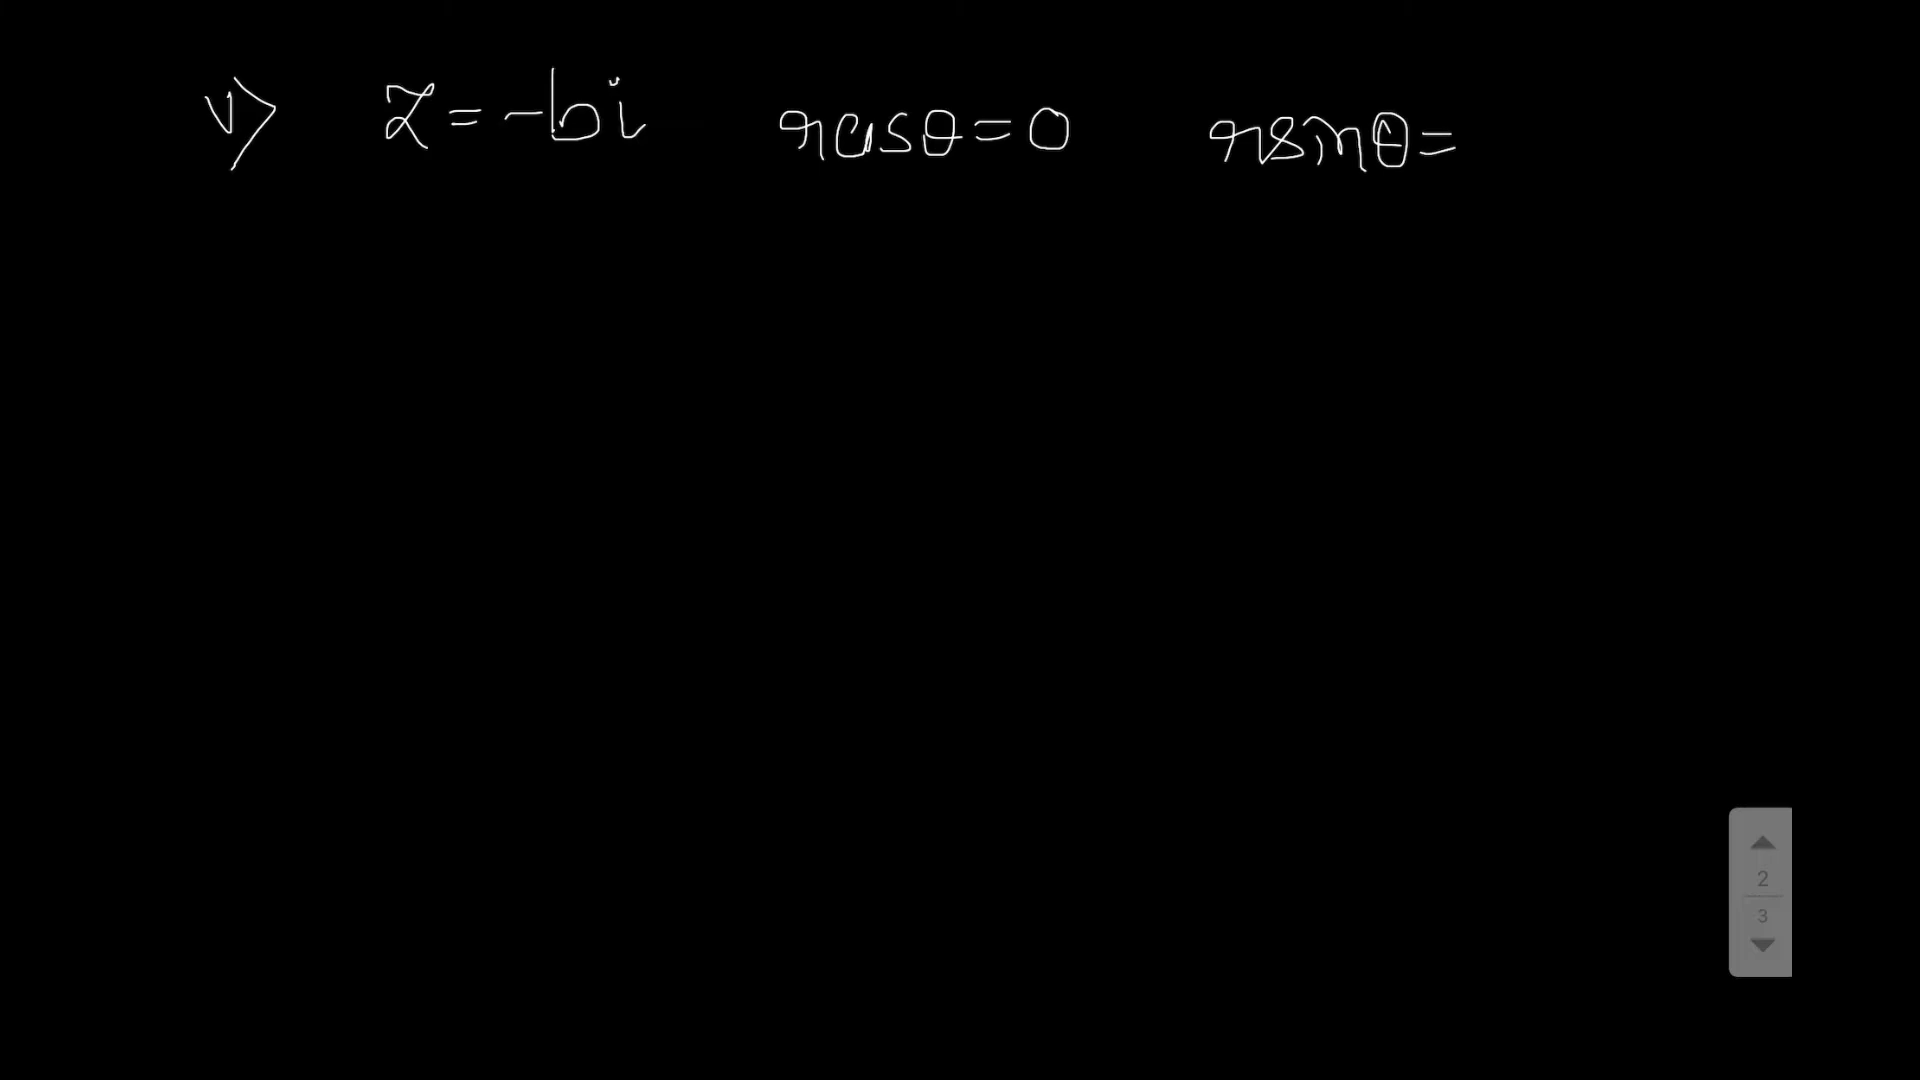 v) z = -bi rcosθ = 0 rsinθ =
2
3